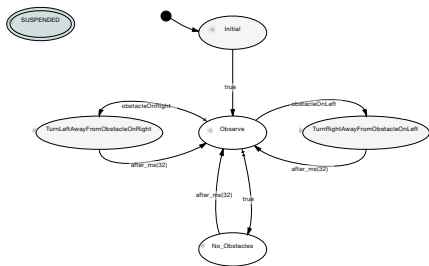 SUSPENDED
Initial
true
obstacleOnRight
obstacleOnLeft
TurnLeftAwayFromObstacleOnRight
Observe
TurnRightAwayFromObstacleOnLeft
after_ms(32)
after_ms(32)
after_ms(32)
true
No_Obstacles